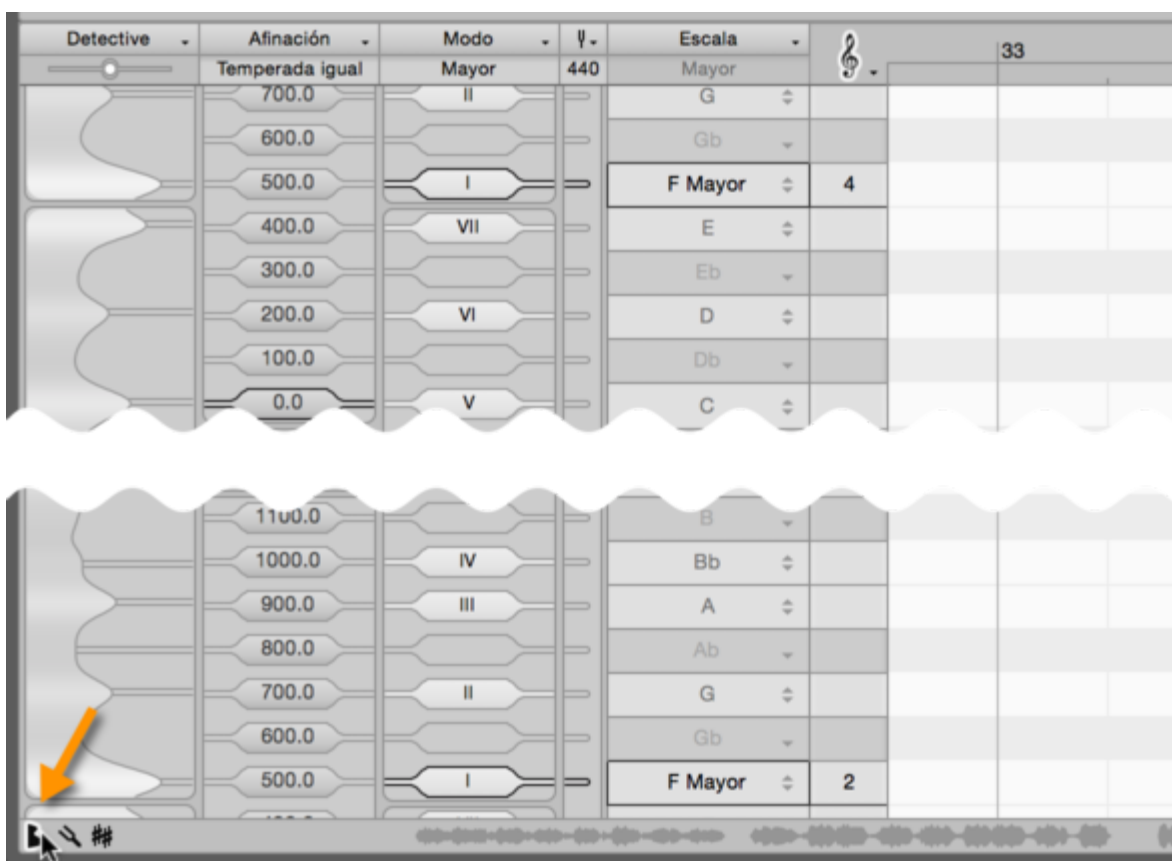 Detective Afinación Modo Escala 33
Temperada igual Mayor 440 Mayor
700.0 II G
600.0 Gb
500.0 I F Mayor 4
400.0 VII E
300.0 Eb
200.0 VI D
100.0 Db
0.0 V C
1100.0 B
1000.0 IV Bb
900.0 III A
800.0 Ab
700.0 II G
600.0 Gb
500.0 I F Mayor 2